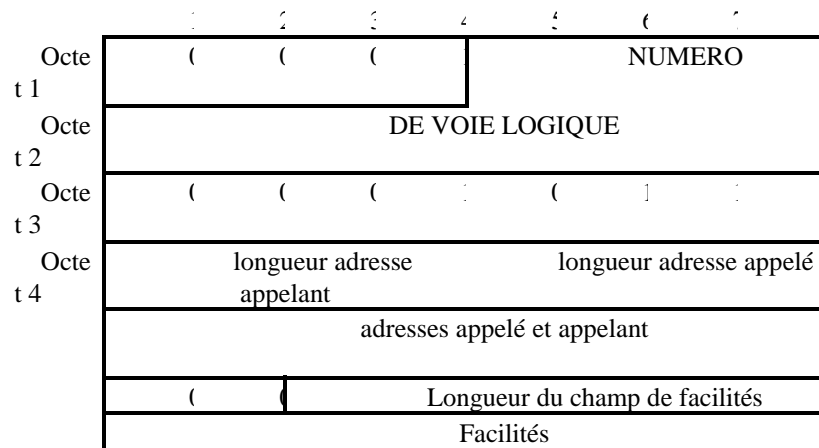 Octe NUMERO
t 1
Octe DE VOIE LOGIQUE
t 2
Octe
t 3
Octe longueur adresse longueur adresse appelé
t 4 appelant
adresses appelé et appelant
Longueur du champ de facilités
Facilités